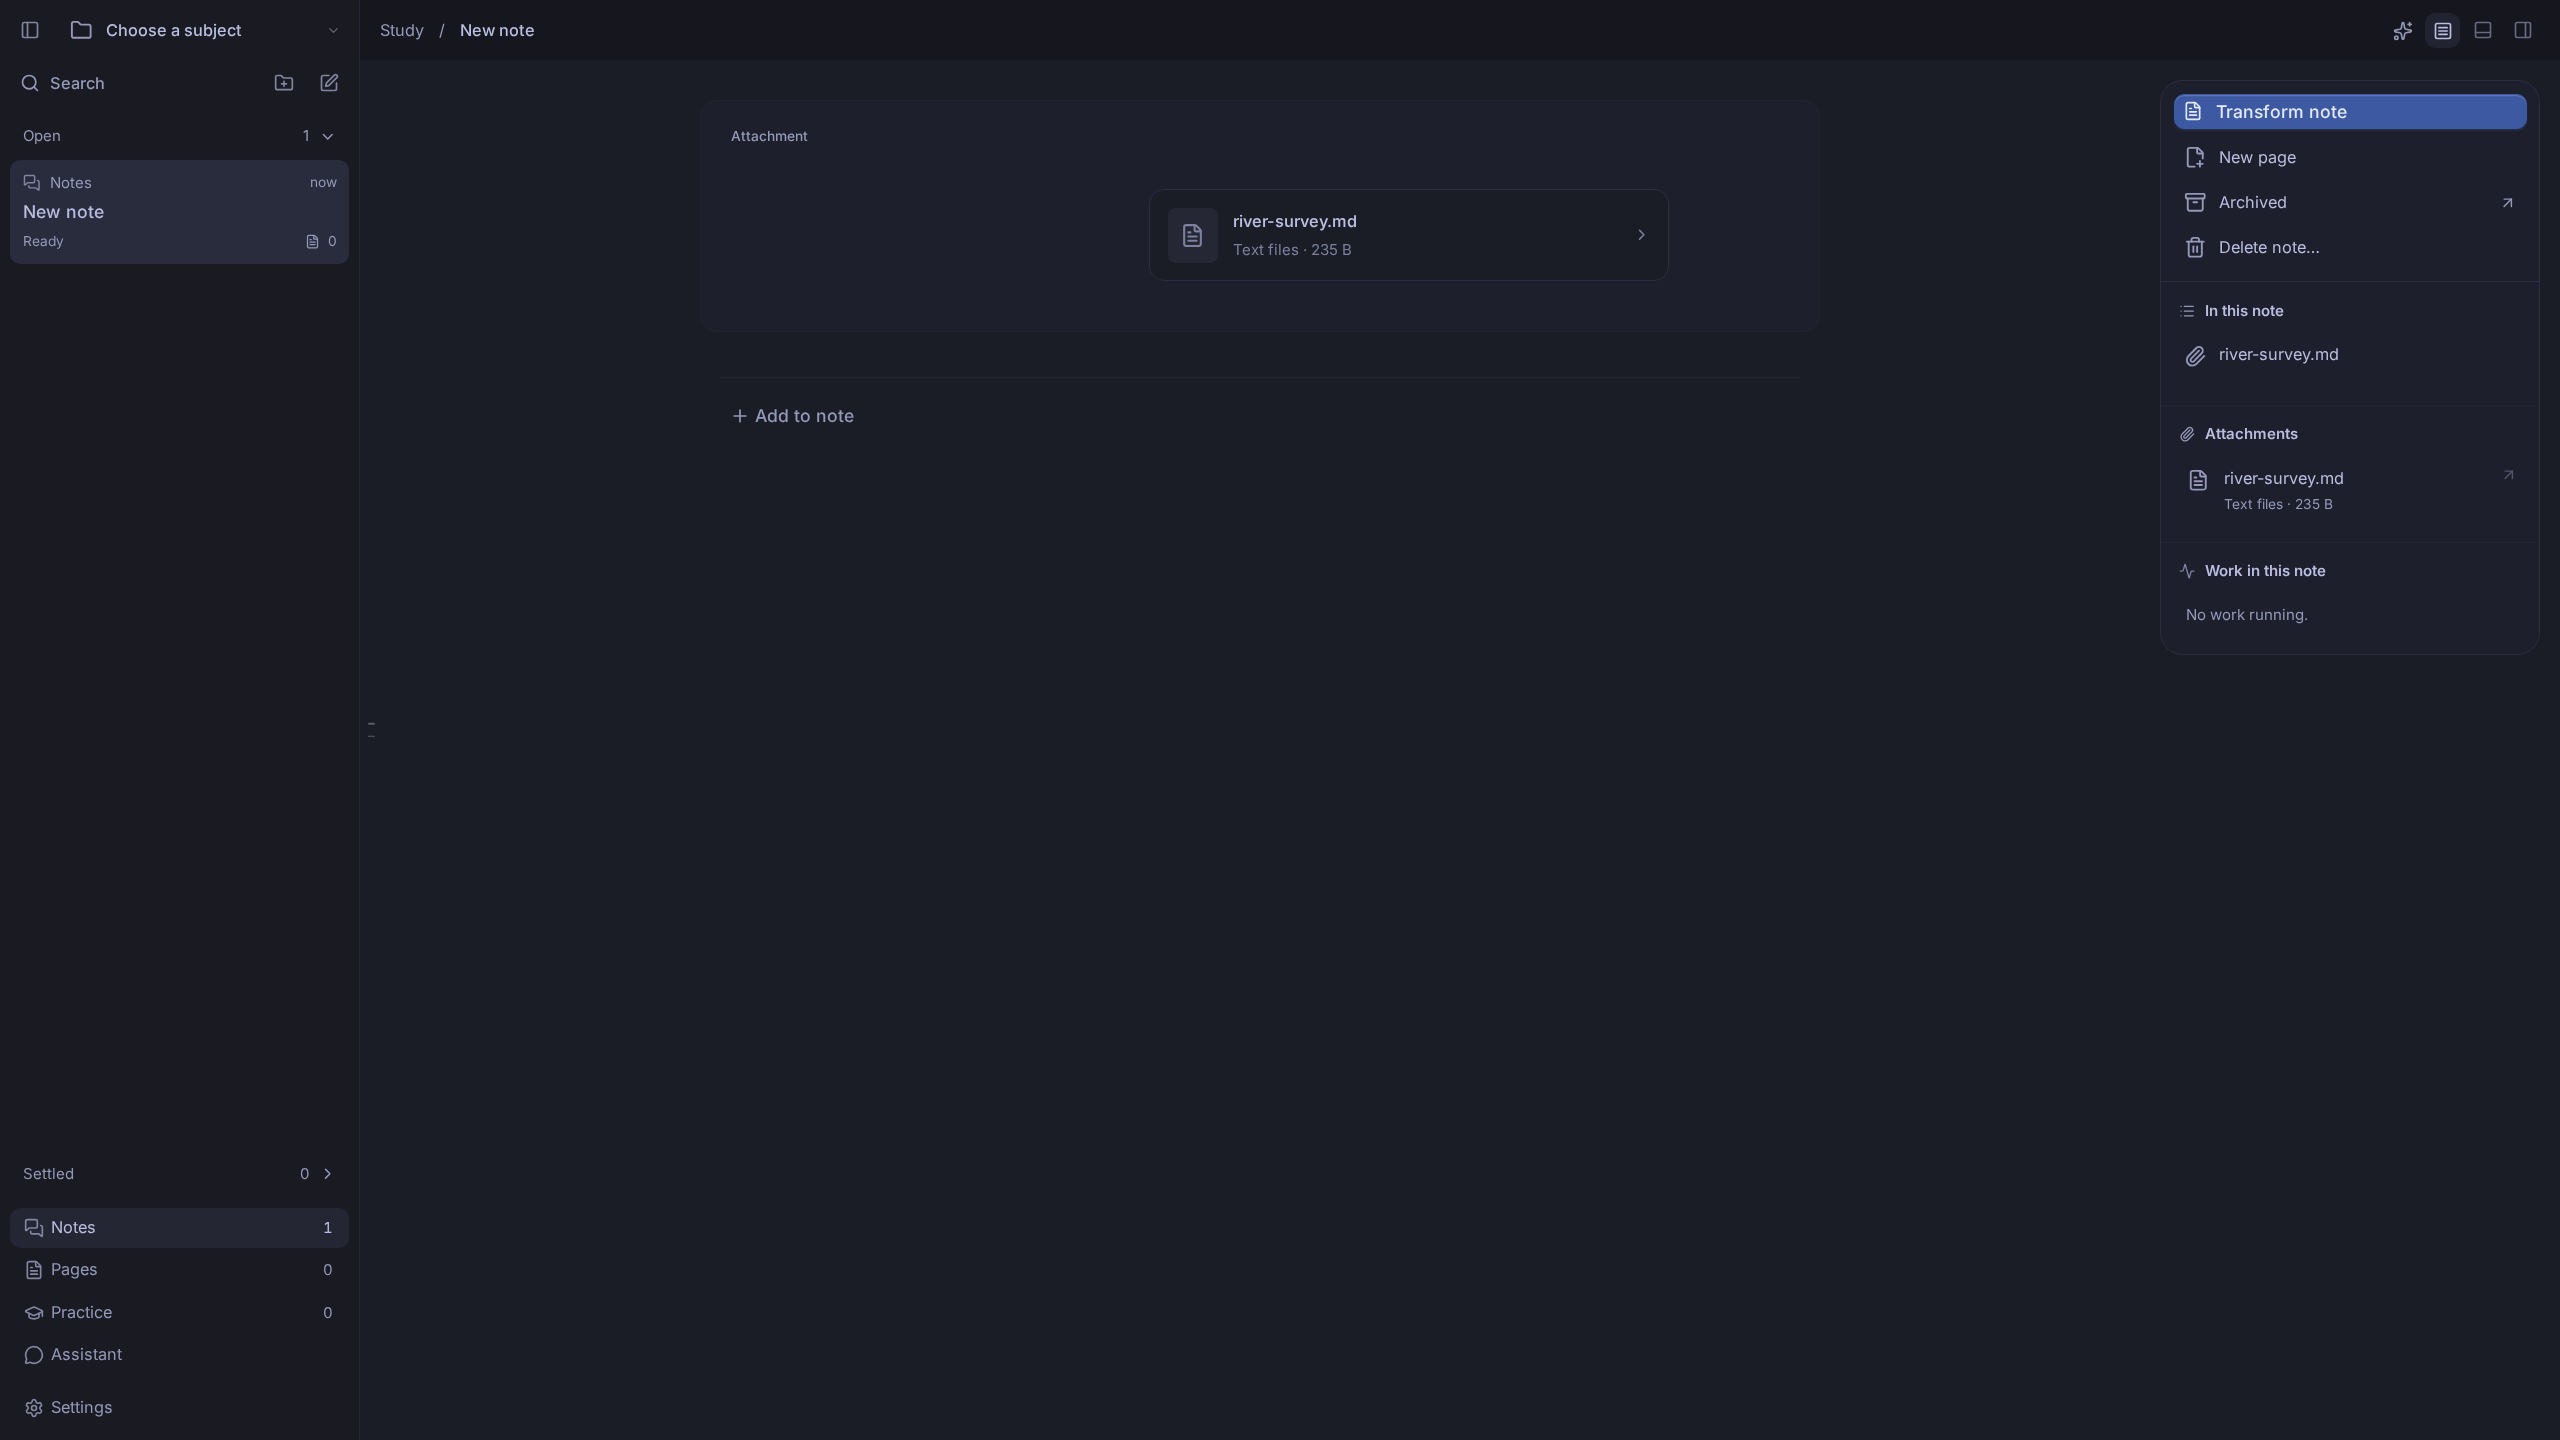 Choose a subject
Search
Open 1
Notes now
New note
Ready 0
Settled 0
Notes 1
Pages 0
Practice 0
Assistant
Settings
Study / New note
Attachment
river-survey.md
Text files · 235 B
Add to note
Transform note
New page
Archived
Delete note...
In this note
river-survey.md
Attachments
river-survey.md
Text files · 235 B
Work in this note
No work running.